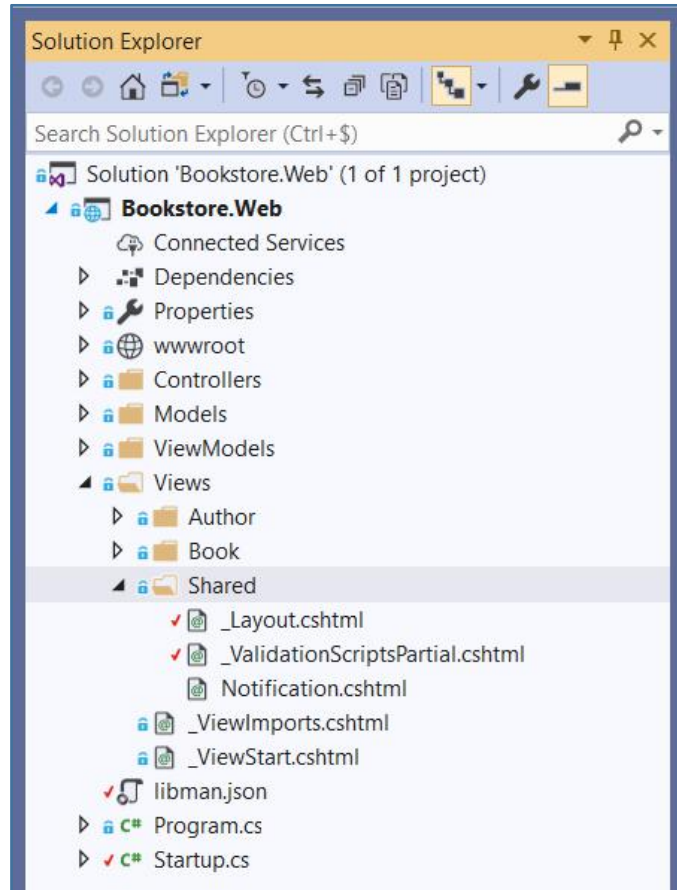 Solution Explorer
Search Solution Explorer (Ctrl+$)
Solution 'Bookstore.Web' (1 of 1 project)
Bookstore.Web
Connected Services
Dependencies
Properties
wwwroot
Controllers
Models
ViewModels
Views
Author
Book
Shared
_Layout.cshtml
_ValidationScriptsPartial.cshtml
Notification.cshtml
_ViewImports.cshtml
_ViewStart.cshtml
libman.json
C# Program.cs
C# Startup.cs